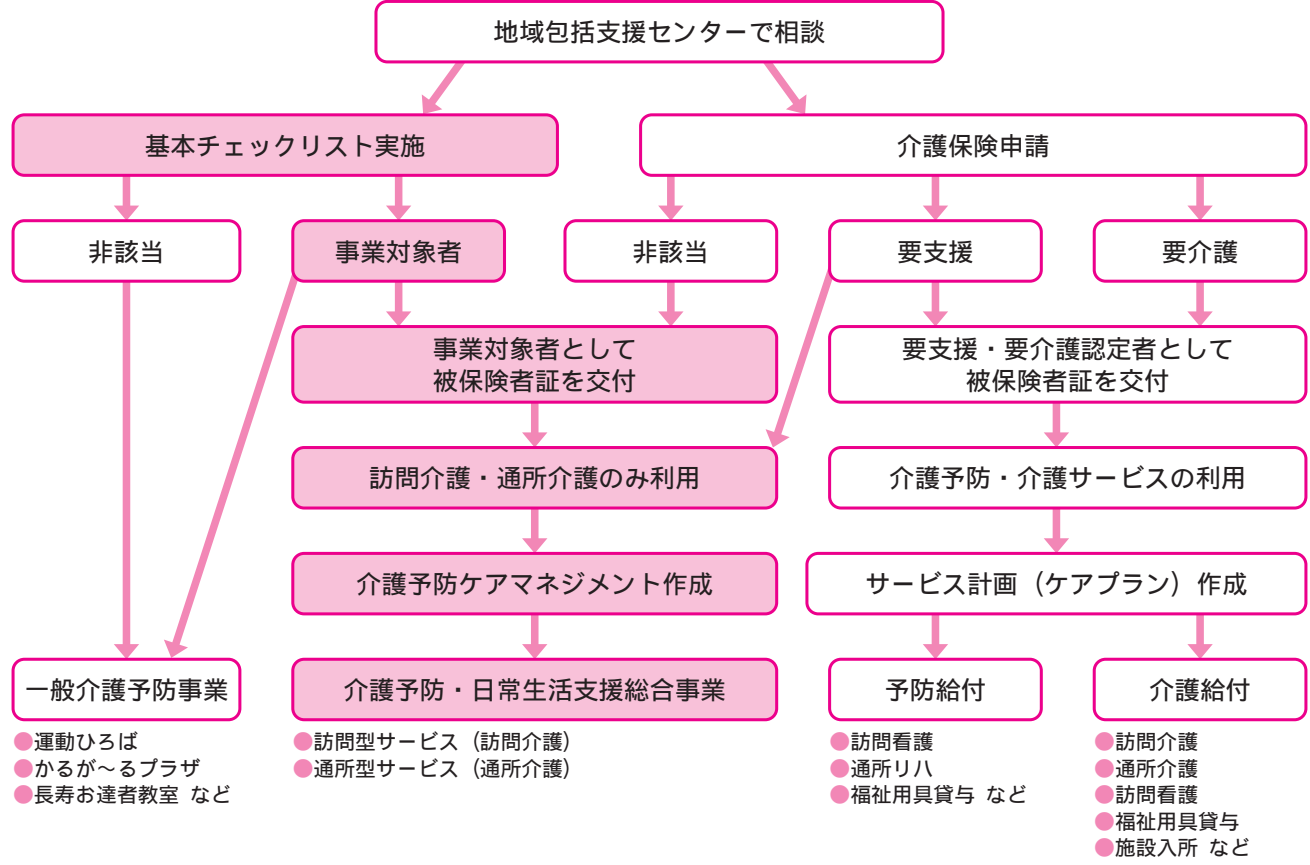 地域包括支援センターで相談
基本チェックリスト実施
介護保険申請
非該当
事業対象者
非該当
要支援
要介護
事業対象者として
被保険者証を交付
要支援・要介護認定者として
被保険者証を交付
訪問介護・通所介護のみ利用
介護予防・介護サービスの利用
介護予防ケアマネジメント作成
サービス計画（ケアプラン）作成
一般介護予防事業
介護予防・日常生活支援総合事業
予防給付
介護給付
●運動ひろば
●かるが～るプラザ
●長寿お達者教室 など
●訪問型サービス（訪問介護）
●通所型サービス（通所介護）
●訪問看護
●通所リハ
●福祉用具貸与 など
●訪問介護
●通所介護
●訪問看護
●福祉用具貸与
●施設入所 など